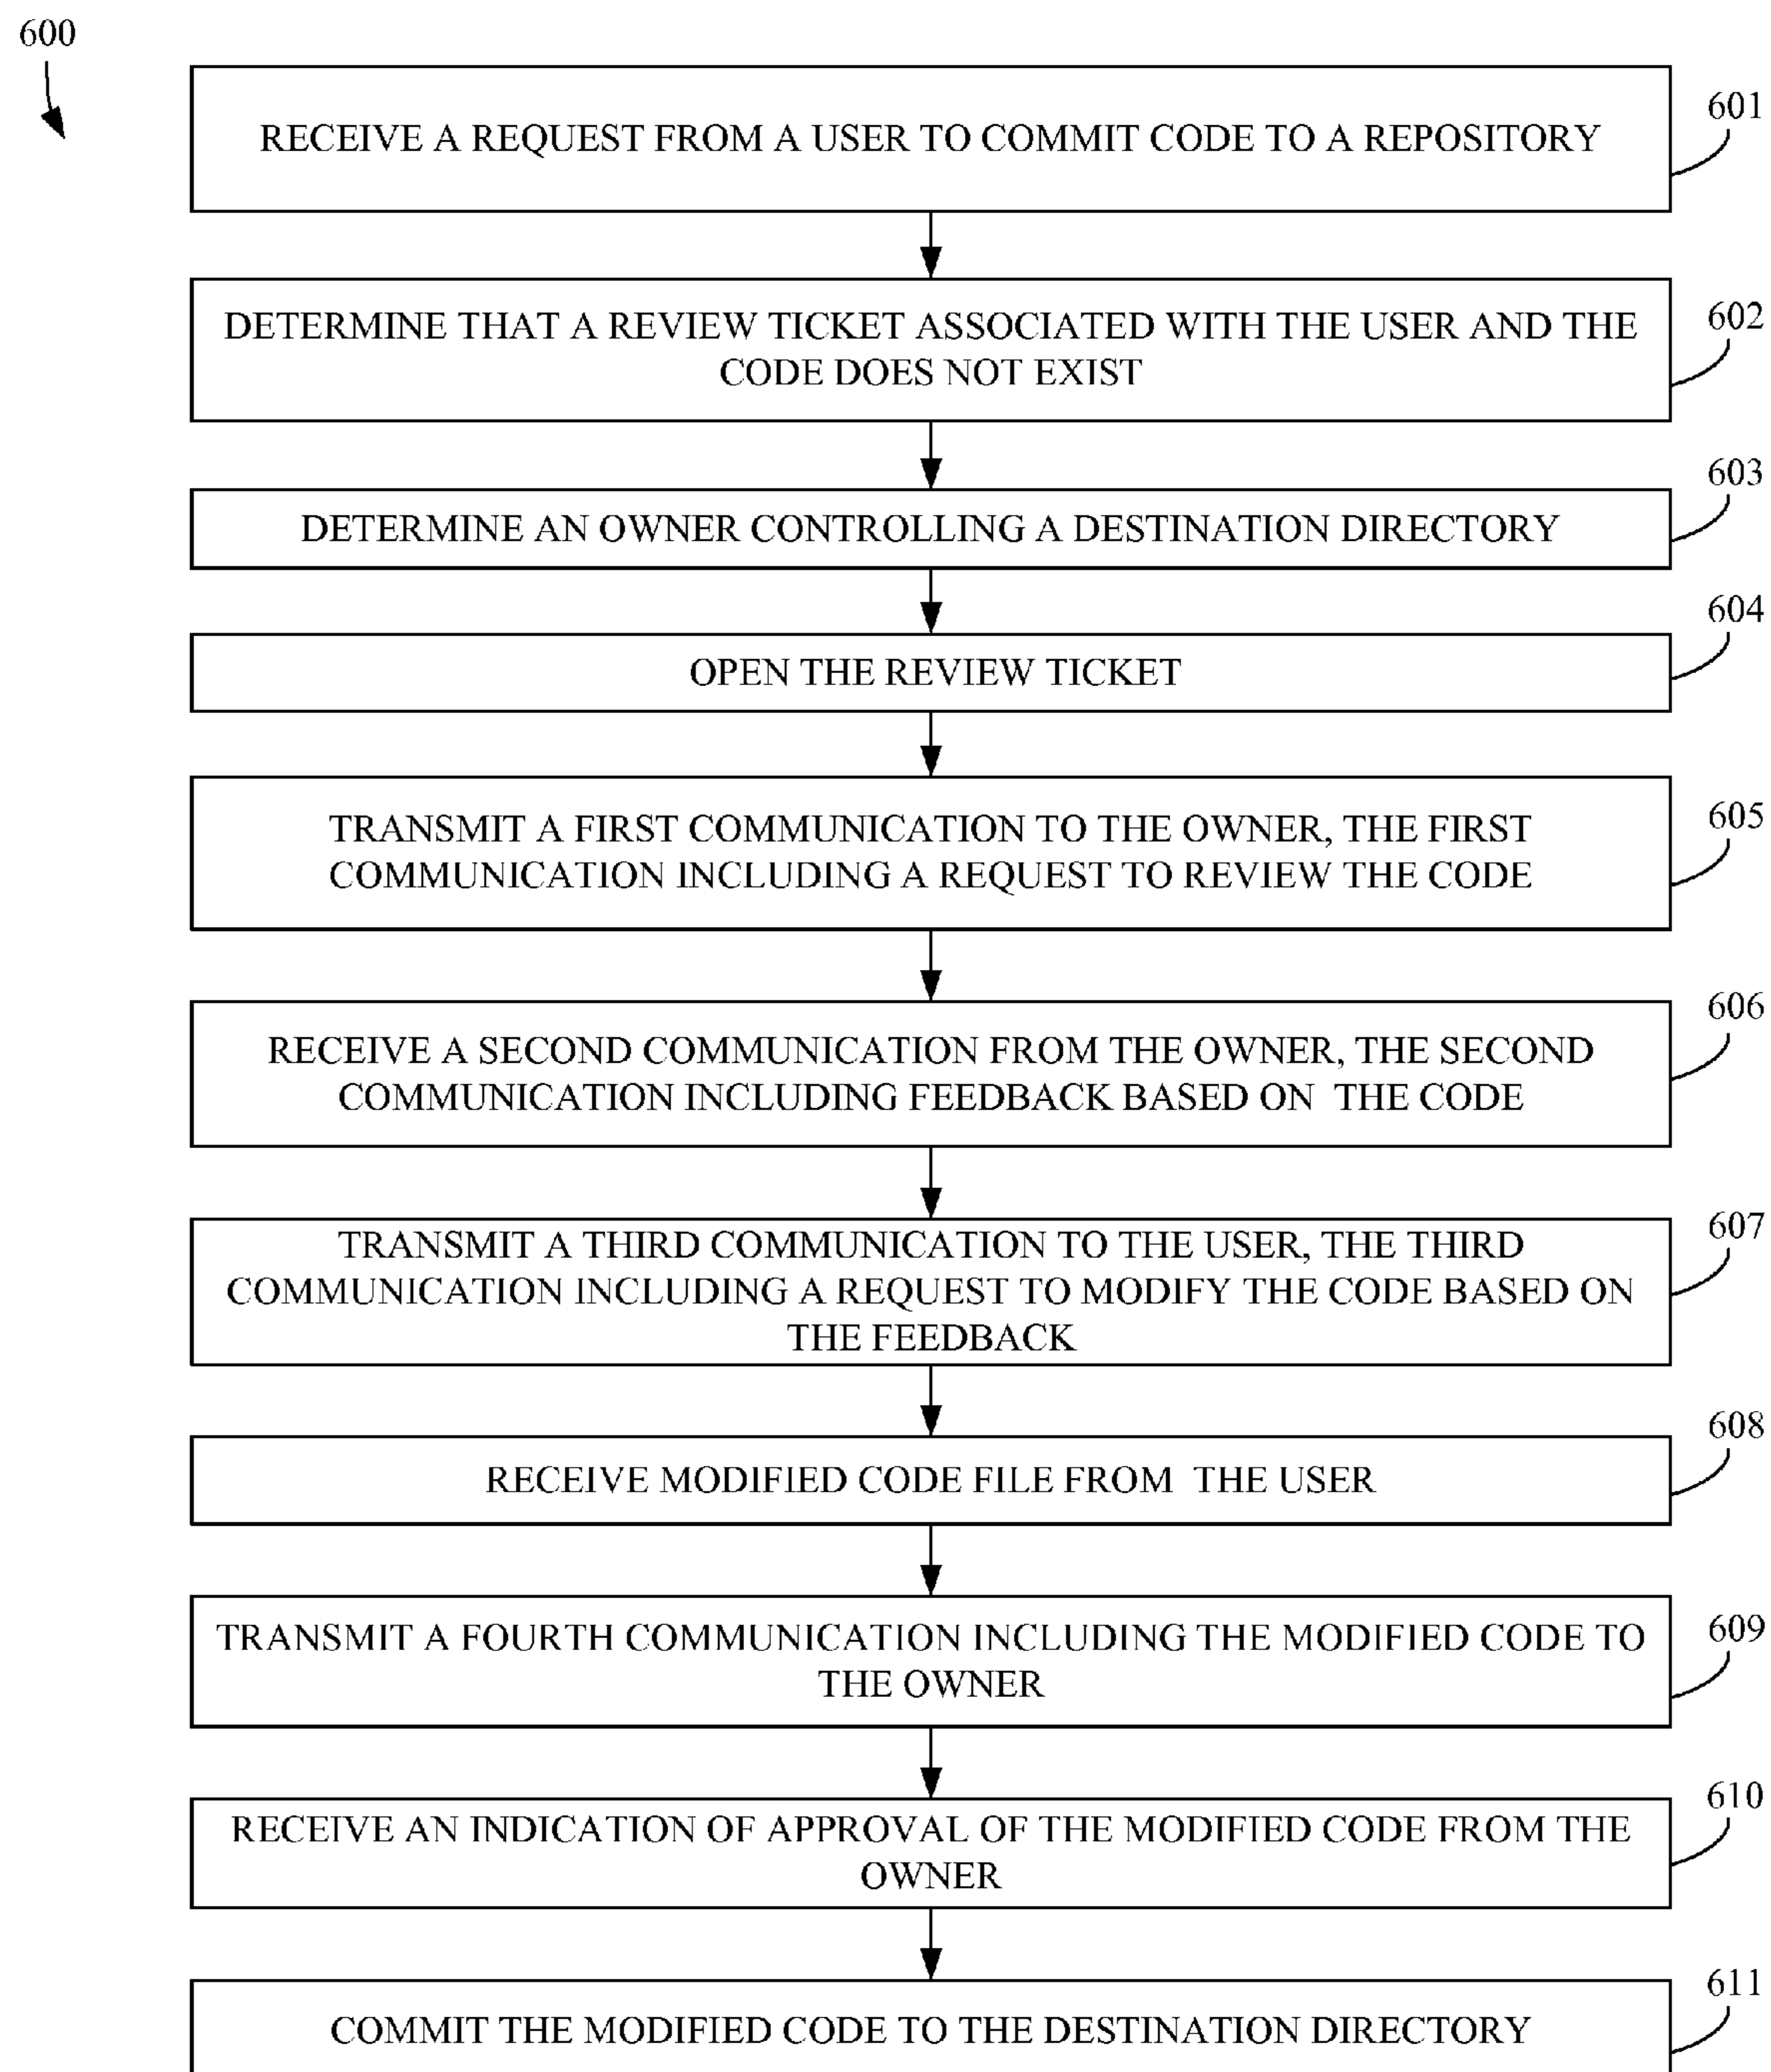 600
RECEIVE A REQUEST FROM A USER TO COMMIT CODE TO A REPOSITORY
601
DETERMINE THAT A REVIEW TICKET ASSOCIATED WITH THE USER AND THE
CODE DOES NOT EXIST
602
DETERMINE AN OWNER CONTROLLING A DESTINATION DIRECTORY
603
OPEN THE REVIEW TICKET
604
TRANSMIT A FIRST COMMUNICATION TO THE OWNER, THE FIRST
COMMUNICATION INCLUDING A REQUEST TO REVIEW THE CODE
605
RECEIVE A SECOND COMMUNICATION FROM THE OWNER, THE SECOND
COMMUNICATION INCLUDING FEEDBACK BASED ON THE CODE
606
TRANSMIT A THIRD COMMUNICATION TO THE USER, THE THIRD
COMMUNICATION INCLUDING A REQUEST TO MODIFY THE CODE BASED ON
THE FEEDBACK
607
RECEIVE MODIFIED CODE FILE FROM THE USER
608
TRANSMIT A FOURTH COMMUNICATION INCLUDING THE MODIFIED CODE TO
THE OWNER
609
RECEIVE AN INDICATION OF APPROVAL OF THE MODIFIED CODE FROM THE
OWNER
610
COMMIT THE MODIFIED CODE TO THE DESTINATION DIRECTORY
611